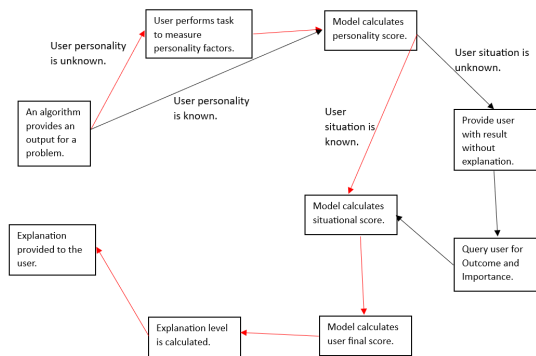 User performs task
to measure
personality factors.
Model calculates
personality score.
User personality
is unknown.
User situation is
unknown.
User personality
is known.
An algorithm
provides an
output for a
problem.
User
situation is
known.
Provide user
with result
without
explanation.
Model calculates
situational score.
Explanation
provided to the
user.
Query user for
Outcome and
Importance.
Explanation level
is calculated.
Model calculates
user final score.